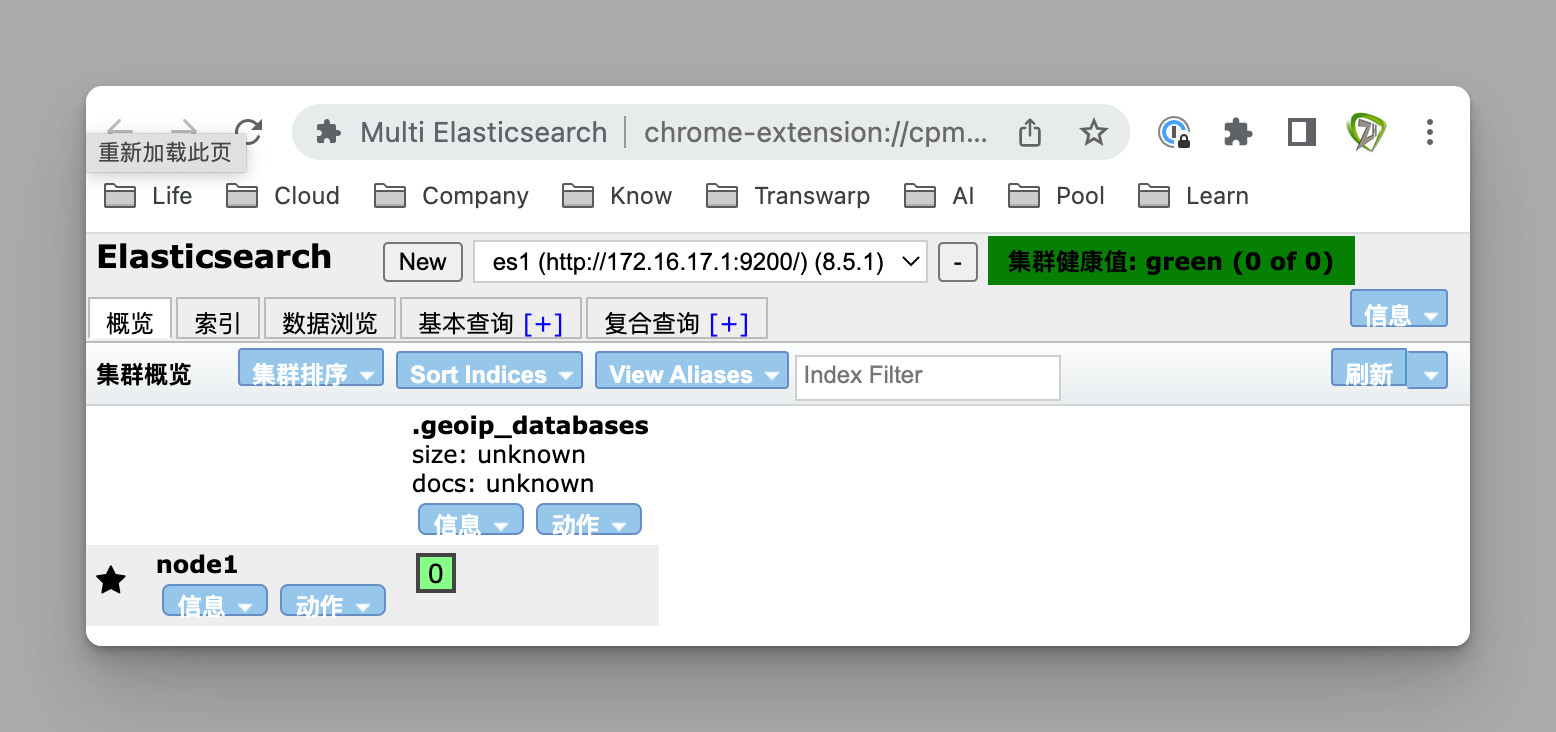 Multi Elasticsearch | chrome-extension://cpm...
重新加载此页
Life Cloud Company Know Transwarp AI Pool Learn
Elasticsearch New es1 (http://172.16.17.1:9200/) (8.5.1) - 集群健康值: green (0 of 0)
概览 索引 数据浏览 基本查询 [+] 复合查询 [+] 信息
集群概览 集群排序 Sort Indices View Aliases Index Filter 刷新
.geoip_databases
size: unknown
docs: unknown
信息 动作
node1 0
信息 动作